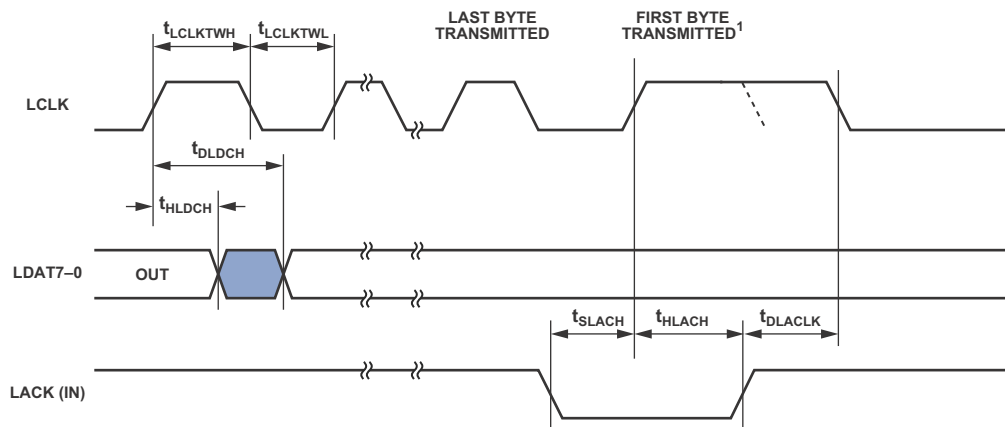 LAST BYTE
TRANSMITTED
FIRST BYTE
TRANSMITTED¹
tLCLKTWH
tLCLKTWL
LCLK
tDLDCH
tHLDCH
LDAT7–0
OUT
tSLACH
tHLACH
tDLACLK
LACK (IN)